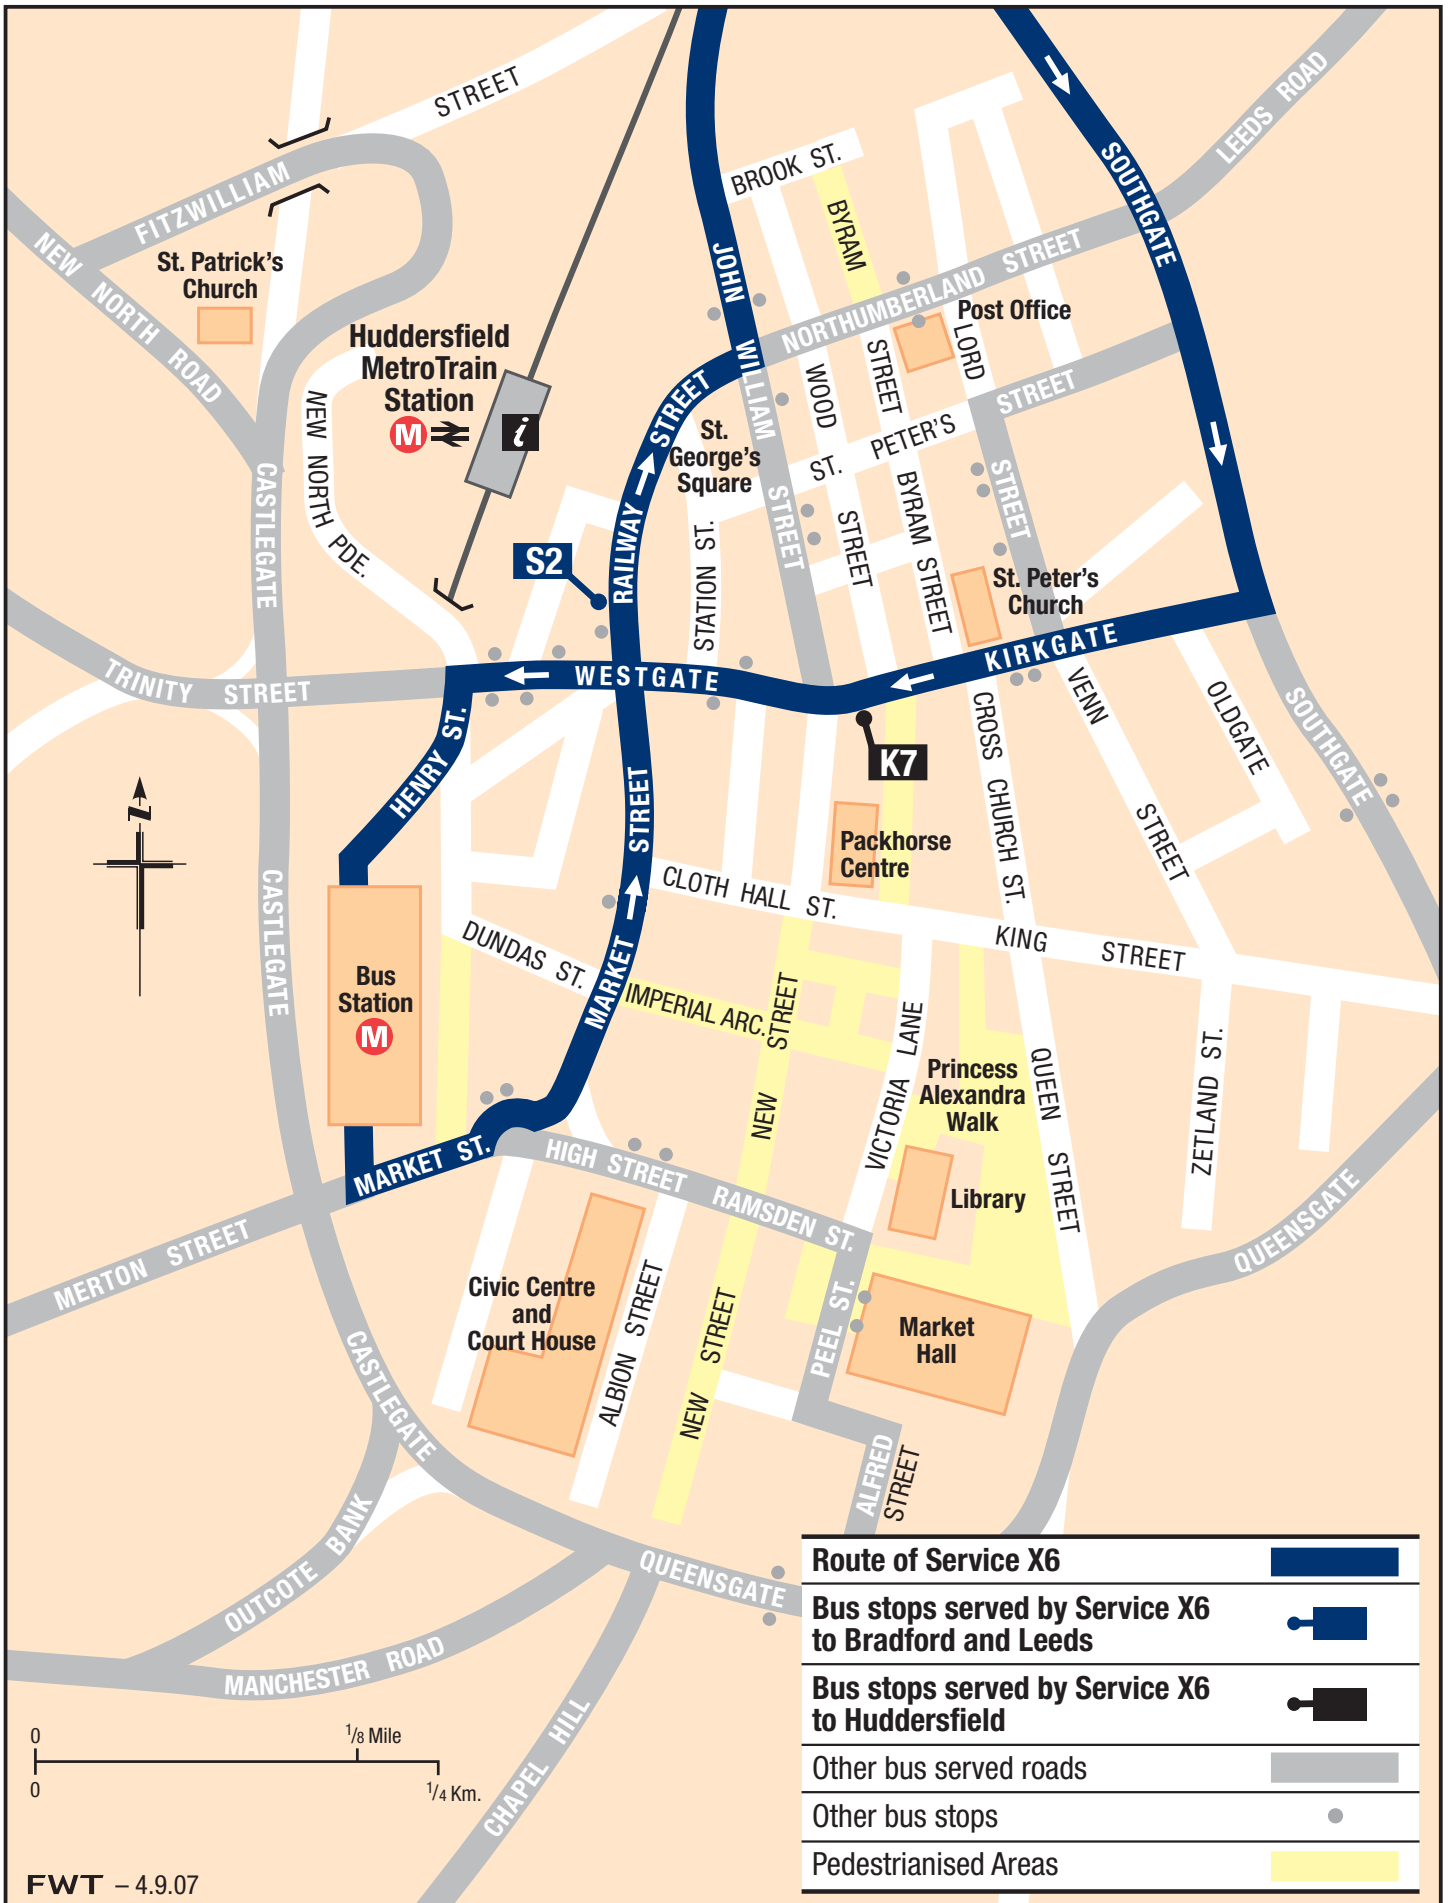 STREET
FITZWILLIAM
NEW NORTH ROAD
St. Patrick's
Church
Huddersfield
MetroTrain
Station
M
i
NEW NORTH PDE.
BROOK ST.
BYRAM
STREET
JOHN
WILLIAM
STREET
NORTHUMBERLAND STREET
LEEDS ROAD
SOUTHGATE
Post Office
LORD
STREET
WOOD
STREET
ST. PETER'S
STREET
BYRAM STREET
St.
George's
Square
RAILWAY STREET
STATION ST.
S2
St. Peter's
Church
CASTLEGATE
TRINITY STREET
WESTGATE
KIRKGATE
K7
HENRY ST.
VENN
STREET
OLDGATE
SOUTHGATE
CROSS CHURCH ST.
Packhorse
Centre
CLOTH HALL ST.
KING STREET
MARKET STREET
CASTLEGATE
Bus
Station
M
DUNDAS ST.
IMPERIAL ARC.
NEW STREET
VICTORIA LANE
Princess
Alexandra
Walk
QUEEN STREET
ZETLAND ST.
MARKET ST.
HIGH STREET
RAMSDEN ST.
Library
QUEENSGATE
MERTON STREET
Civic Centre
and
Court House
ALBION STREET
NEW STREET
PEEL ST.
Market
Hall
CASTLEGATE
ALFRED
STREET
OUTCOTE BANK
QUEENSGATE
MANCHESTER ROAD
CHAPEL HILL
Route of Service X6
Bus stops served by Service X6
to Bradford and Leeds
Bus stops served by Service X6
to Huddersfield
Other bus served roads
Other bus stops
Pedestrianised Areas
0 1/8 Mile
0 1/4 Km.
FWT – 4.9.07